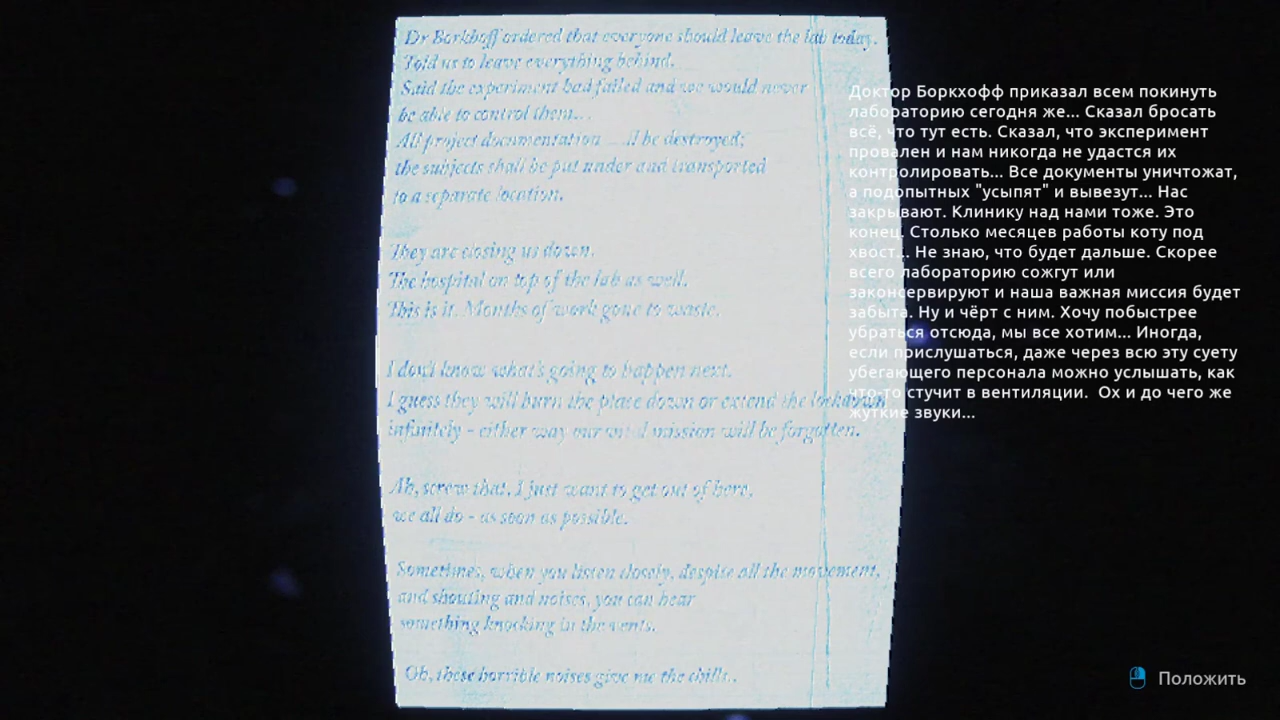 Dr Borkhoff ordered that everyone should leave the lab today.
Told us to leave everything behind.
Said the experiment had failed and we would never
be able to control them...
All project documentation ...ll be destroyed;
the subjects shall be put under and transported
to a separate location.
They are closing us down.
The hospital on top of the lab as well.
This is it. Months of work gone to waste.
I don't know what's going to happen next.
I guess they will burn the place down or extend the lockdown
infinitely - either way our vital mission will be forgotten.
Ah, screw that. I just want to get out of here,
we all do - as soon as possible.
Sometimes, when you listen closely, despite all the movement,
and shouting and noises, you can hear
something knocking in the vents.
Oh, these horrible noises give me the chills..
Доктор Боркхофф приказал всем покинуть
лабораторию сегодня же... Сказал бросать
всё, что тут есть. Сказал, что эксперимент
провален и нам никогда не удастся их
контролировать... Все документы уничтожат,
а подопытных "усыпят" и вывезут... Нас
закрывают. Клинику над нами тоже. Это
конец. Столько месяцев работы коту под
хвост... Не знаю, что будет дальше. Скорее
всего лабораторию сожгут или
законсервируют и наша важная миссия будет
забыта. Ну и чёрт с ним. Хочу побыстрее
убраться отсюда, мы все хотим... Иногда,
если прислушаться, даже через всю эту суету
убегающего персонала можно услышать, как
что-то стучит в вентиляции. Ох и до чего же
жуткие звуки...
Положить